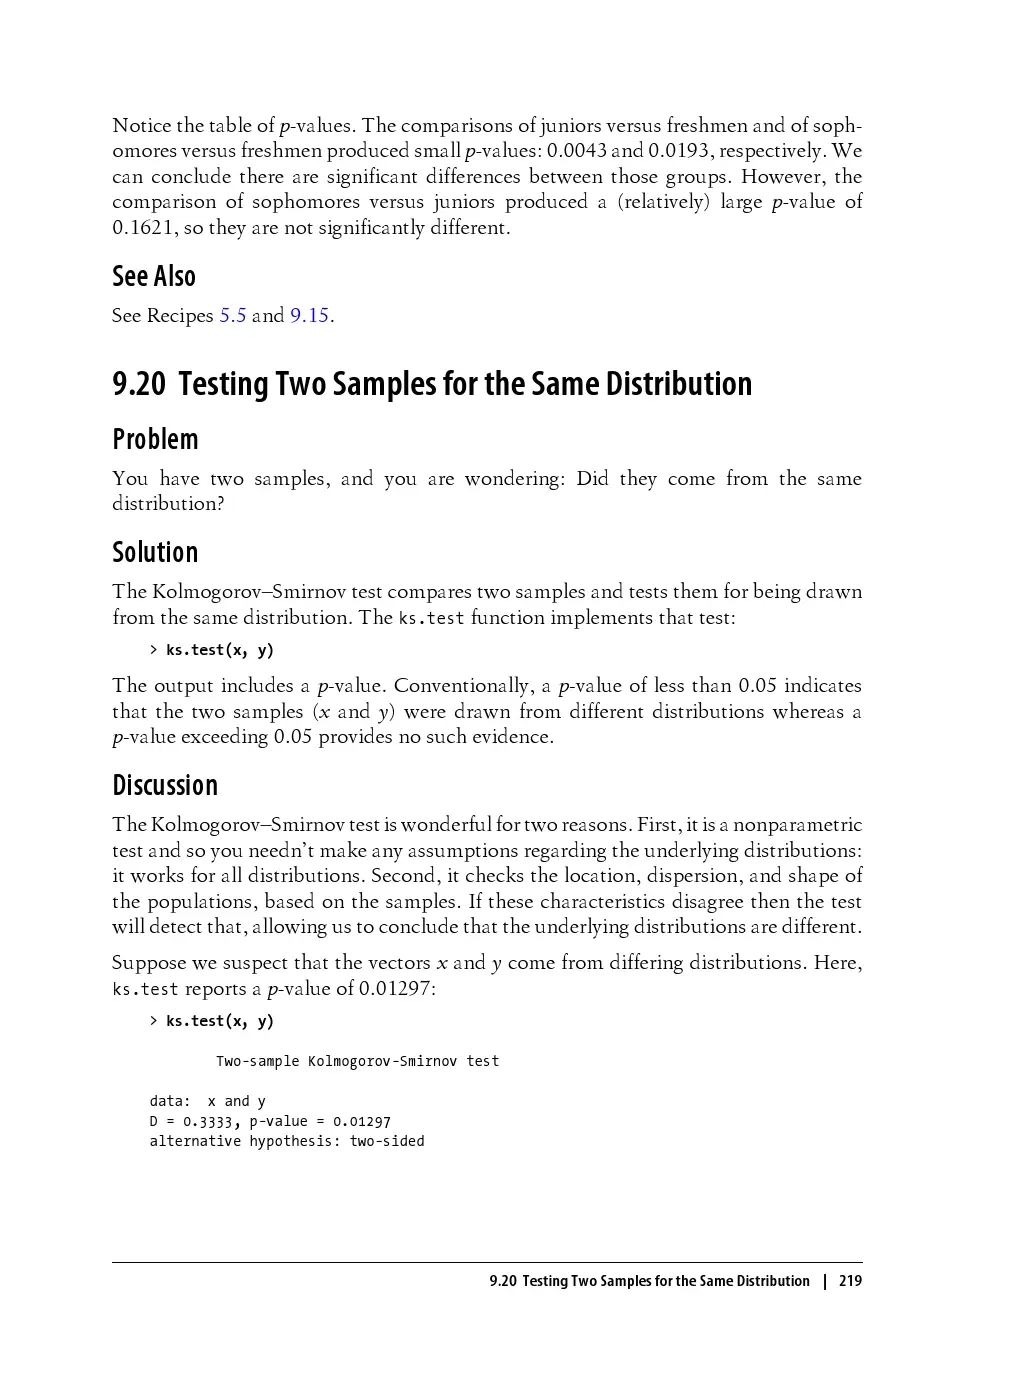 Notice the table of p-values. The comparisons of juniors versus freshmen and of soph-
omores versus freshmen produced small p-values: 0.0043 and 0.0193, respectively. We
can conclude there are significant differences between those groups. However, the
comparison of sophomores versus juniors produced a (relatively) large p-value of
0.1621, so they are not significantly different.
See Also
See Recipes 5.5 and 9.15.
9.20 Testing Two Samples for the Same Distribution
Problem
You have two samples, and you are wondering: Did they come from the same
distribution?
Solution
The Kolmogorov–Smirnov test compares two samples and tests them for being drawn
from the same distribution. The ks.test function implements that test:
> ks.test(x, y)
The output includes a p-value. Conventionally, a p-value of less than 0.05 indicates
that the two samples (x and y) were drawn from different distributions whereas a
p-value exceeding 0.05 provides no such evidence.
Discussion
The Kolmogorov–Smirnov test is wonderful for two reasons. First, it is a nonparametric
test and so you needn’t make any assumptions regarding the underlying distributions:
it works for all distributions. Second, it checks the location, dispersion, and shape of
the populations, based on the samples. If these characteristics disagree then the test
will detect that, allowing us to conclude that the underlying distributions are different.
Suppose we suspect that the vectors x and y come from differing distributions. Here,
ks.test reports a p-value of 0.01297:
> ks.test(x, y)
Two-sample Kolmogorov-Smirnov test
data: x and y
D = 0.3333, p-value = 0.01297
alternative hypothesis: two-sided
9.20 Testing Two Samples for the Same Distribution | 219